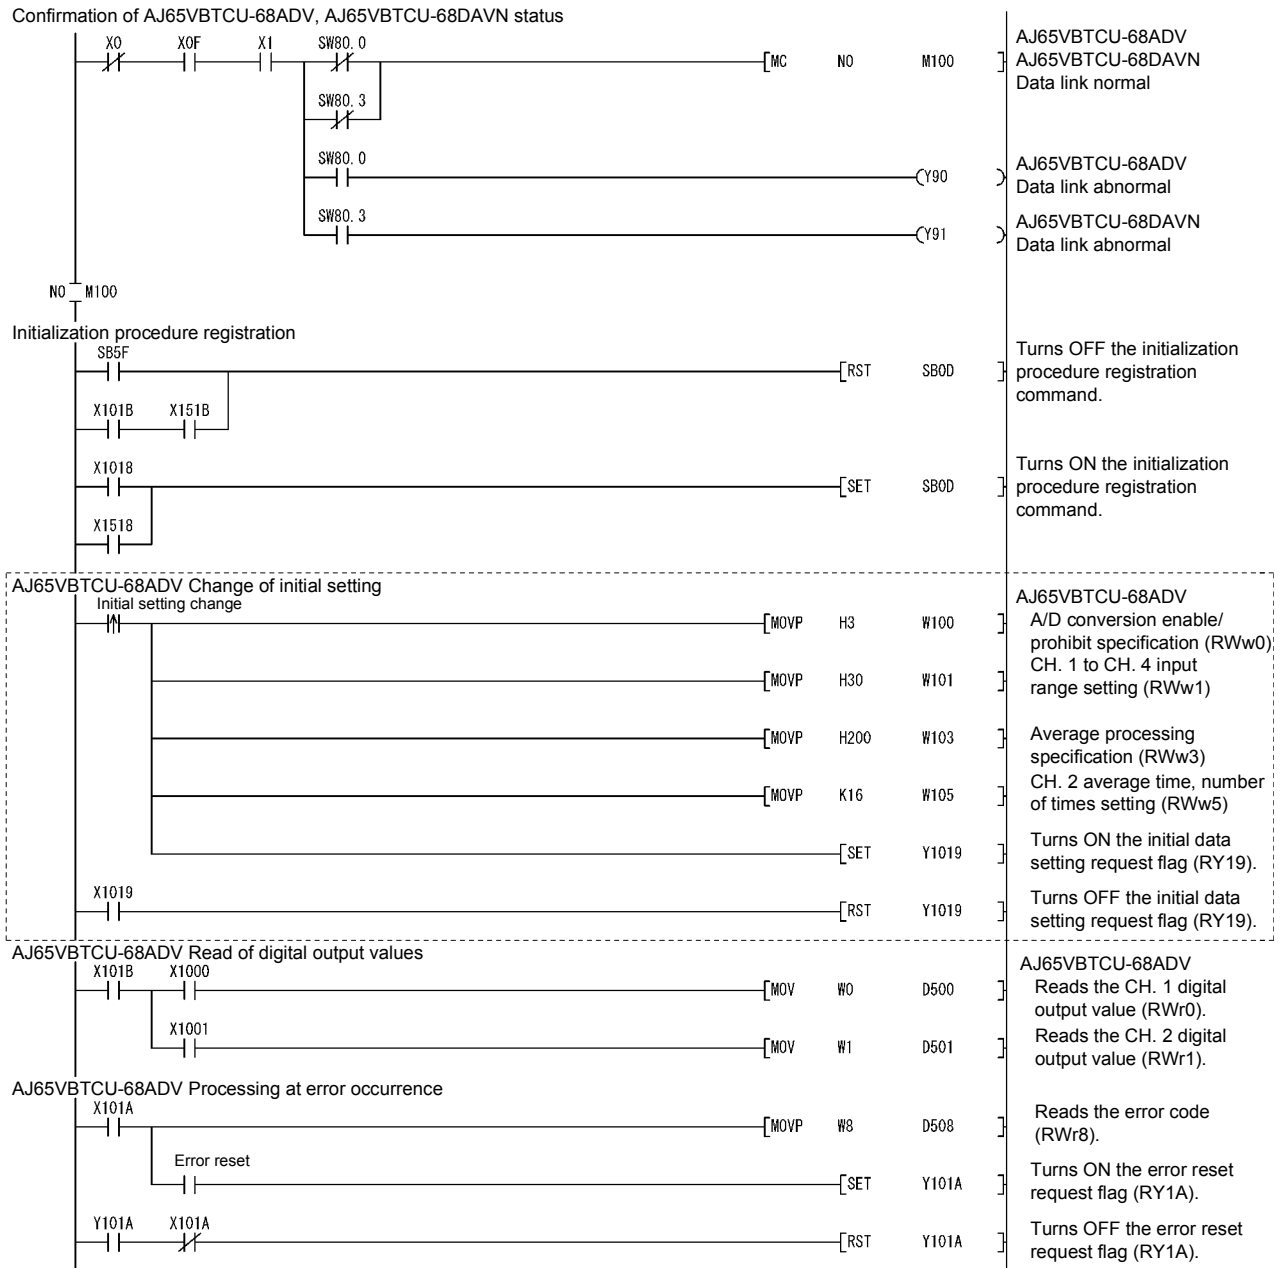 Confirmation of AJ65VBTCU-68ADV, AJ65VBTCU-68DAVN status
X0 X0F X1 SW80.0
[MC N0 M100 ]
AJ65VBTCU-68ADV
AJ65VBTCU-68DAVN
Data link normal
SW80.3
SW80.0
(Y90 )
AJ65VBTCU-68ADV
Data link abnormal
SW80.3
(Y91 )
AJ65VBTCU-68DAVN
Data link abnormal
N0 M100
Initialization procedure registration
SB5F
[RST SB0D ]
Turns OFF the initialization
procedure registration
command.
X101B X151B
X1018
[SET SB0D ]
Turns ON the initialization
procedure registration
command.
X1518
AJ65VBTCU-68ADV Change of initial setting
Initial setting change
[MOVP H3 W100 ]
AJ65VBTCU-68ADV
A/D conversion enable/
prohibit specification (RWw0)
[MOVP H30 W101 ]
CH. 1 to CH. 4 input
range setting (RWw1)
[MOVP H200 W103 ]
Average processing
specification (RWw3)
[MOVP K16 W105 ]
CH. 2 average time, number
of times setting (RWw5)
[SET Y1019 ]
Turns ON the initial data
setting request flag (RY19).
X1019
[RST Y1019 ]
Turns OFF the initial data
setting request flag (RY19).
AJ65VBTCU-68ADV Read of digital output values
X101B X1000
[MOV W0 D500 ]
AJ65VBTCU-68ADV
Reads the CH. 1 digital
output value (RWr0).
X1001
[MOV W1 D501 ]
Reads the CH. 2 digital
output value (RWr1).
AJ65VBTCU-68ADV Processing at error occurrence
X101A
[MOVP W8 D508 ]
Reads the error code
(RWr8).
Error reset
[SET Y101A ]
Turns ON the error reset
request flag (RY1A).
Y101A X101A
[RST Y101A ]
Turns OFF the error reset
request flag (RY1A).